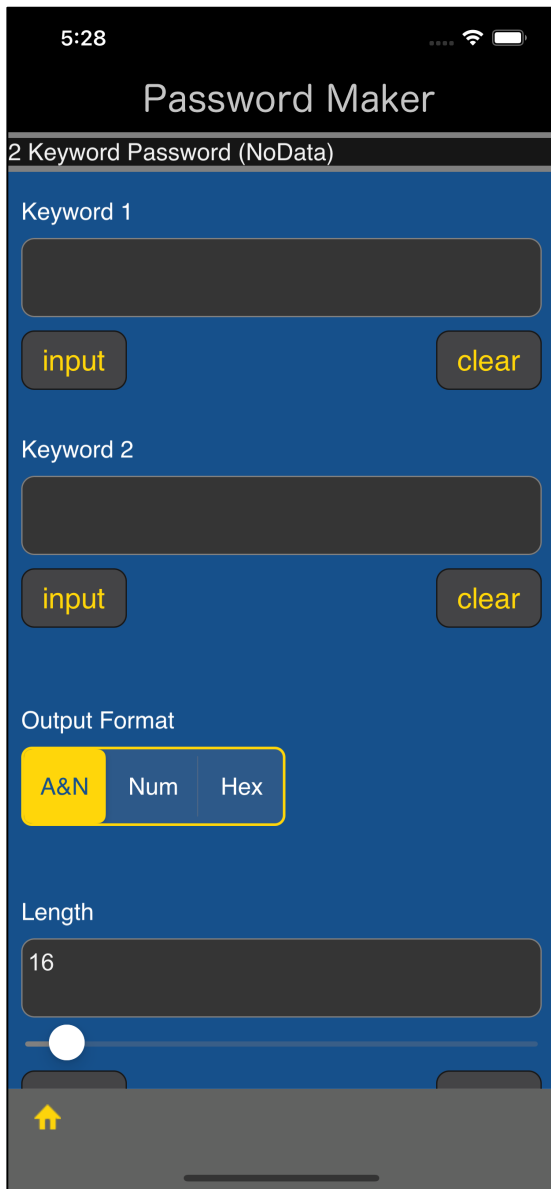 5:28
Password Maker
2 Keyword Password (NoData)
Keyword 1
input clear
Keyword 2
input clear
Output Format
A&N Num Hex
Length
16